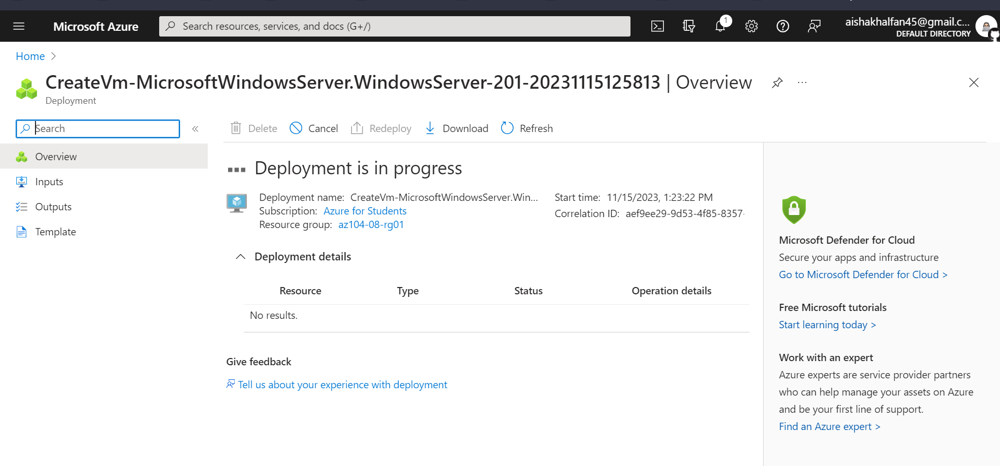 Microsoft Azure
Search resources, services, and docs (G+/)
1
aishakhalfan45@gmail.c...
DEFAULT DIRECTORY
Home
CreateVm-MicrosoftWindowsServer.WindowsServer-201-20231115125813 | Overview
Deployment
Search
Delete
Cancel
Redeploy
Download
Refresh
Overview
Inputs
Outputs
Template
Deployment is in progress
Deployment name: CreateVm-MicrosoftWindowsServer.Win...
Subscription: Azure for Students
Resource group: az104-08-rg01
Start time: 11/15/2023, 1:23:22 PM
Correlation ID: aef9ee29-9d53-4f85-8357-
Deployment details
Resource Type Status Operation details
No results.
Give feedback
Tell us about your experience with deployment
Microsoft Defender for Cloud
Secure your apps and infrastructure
Go to Microsoft Defender for Cloud >
Free Microsoft tutorials
Start learning today >
Work with an expert
Azure experts are service provider partners
who can help manage your assets on Azure
and be your first line of support.
Find an Azure expert >